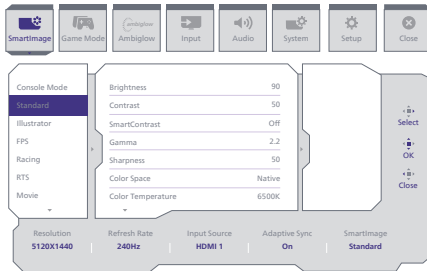 SmartImage Game Mode Ambiglow Input Audio System Setup Close
ambiglow
Console Mode
Standard
Illustrator
FPS
Racing
RTS
Movie
Brightness 90
Contrast 50
SmartContrast Off
Gamma 2.2
Sharpness 50
Color Space Native
Color Temperature 6500K
Select
OK
Close
Resolution Refresh Rate Input Source Adaptive Sync SmartImage
5120X1440 240Hz HDMI 1 On Standard